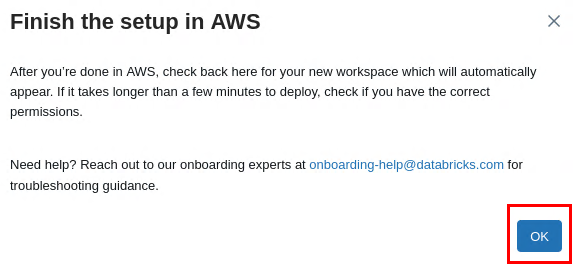 Finish the setup in AWS
After you’re done in AWS, check back here for your new workspace which will automatically
appear. If it takes longer than a few minutes to deploy, check if you have the correct
permissions.
Need help? Reach out to our onboarding experts at onboarding-help@databricks.com for
troubleshooting guidance.
OK